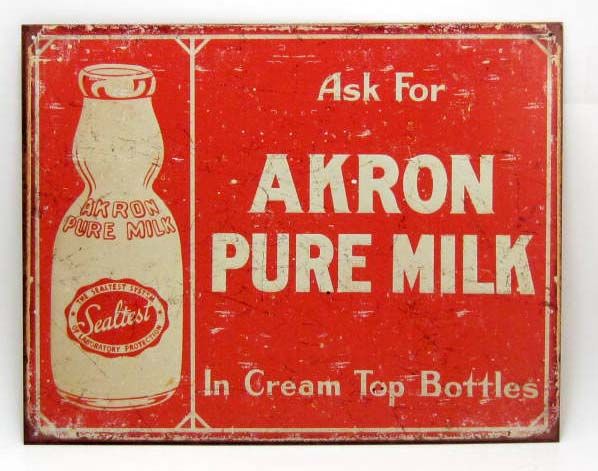 Ask For
AKRON
PURE MILK
In Cream Top Bottles
AKRON
PURE MILK
THE SEALTEST SYSTEM
Sealtest
OF LABORATORY PROTECTION